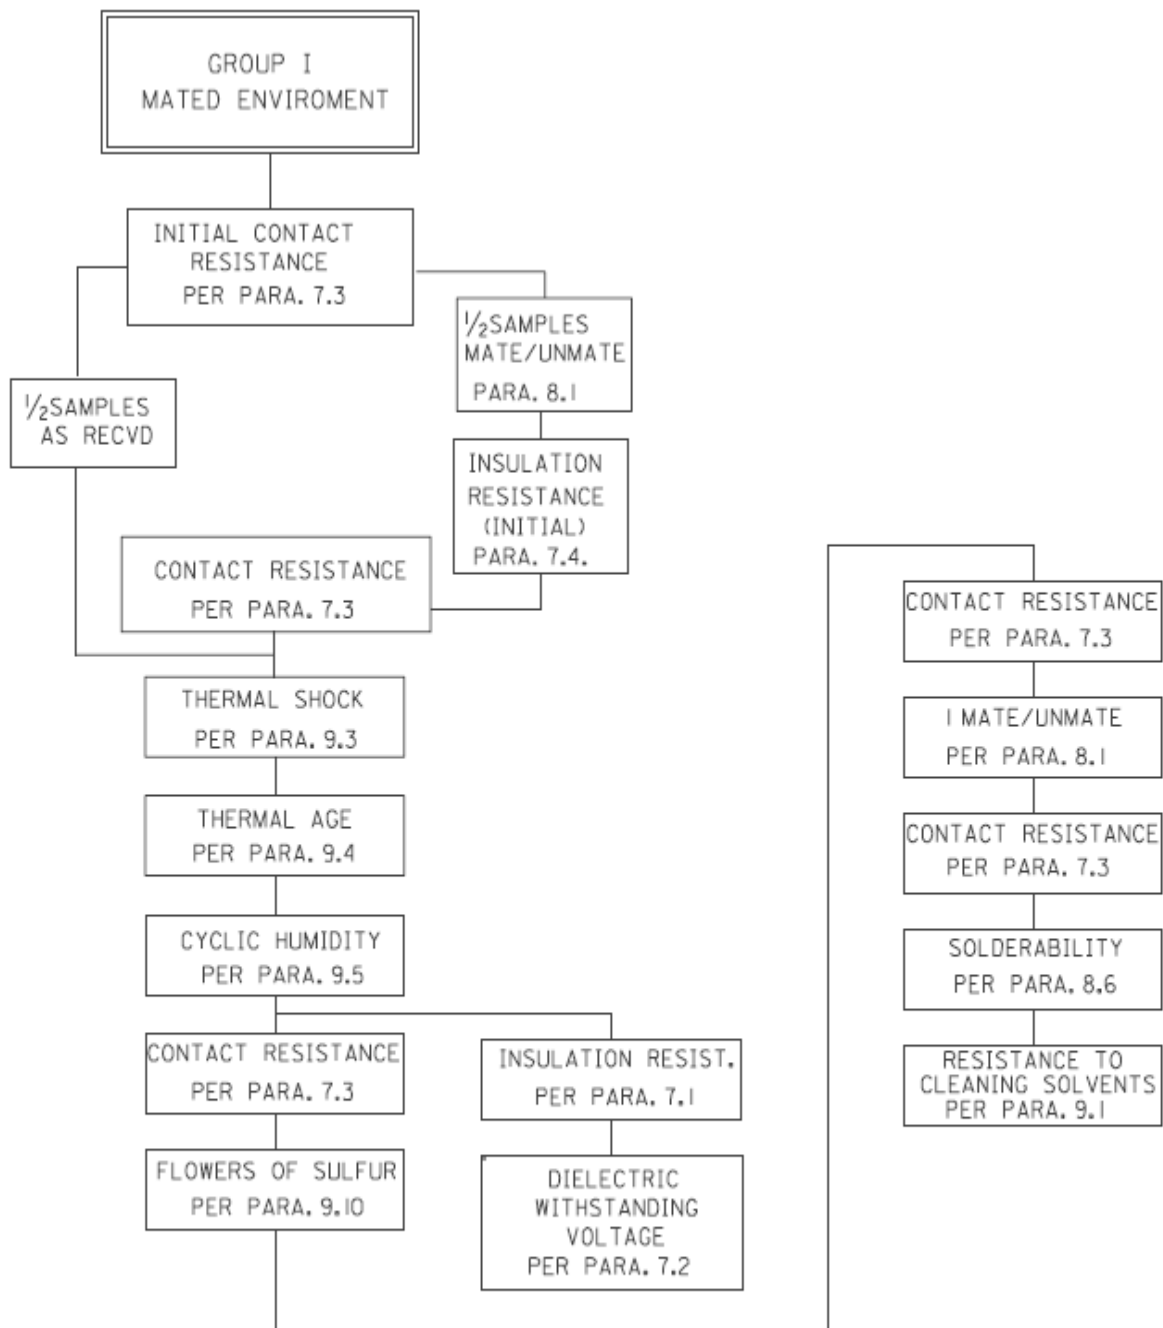 GROUP I
MATED ENVIROMENT
INITIAL CONTACT
RESISTANCE
PER PARA. 7.3
1/2 SAMPLES
AS RECVD
1/2 SAMPLES
MATE/UNMATE
PARA. 8.1
INSULATION
RESISTANCE
(INITIAL)
PARA. 7.4.
CONTACT RESISTANCE
PER PARA. 7.3
THERMAL SHOCK
PER PARA. 9.3
THERMAL AGE
PER PARA. 9.4
CYCLIC HUMIDITY
PER PARA. 9.5
CONTACT RESISTANCE
PER PARA. 7.3
FLOWERS OF SULFUR
PER PARA. 9.10
INSULATION RESIST.
PER PARA. 7.1
DIELECTRIC
WITHSTANDING
VOLTAGE
PER PARA. 7.2
CONTACT RESISTANCE
PER PARA. 7.3
1 MATE/UNMATE
PER PARA. 8.1
CONTACT RESISTANCE
PER PARA. 7.3
SOLDERABILITY
PER PARA. 8.6
RESISTANCE TO
CLEANING SOLVENTS
PER PARA. 9.1